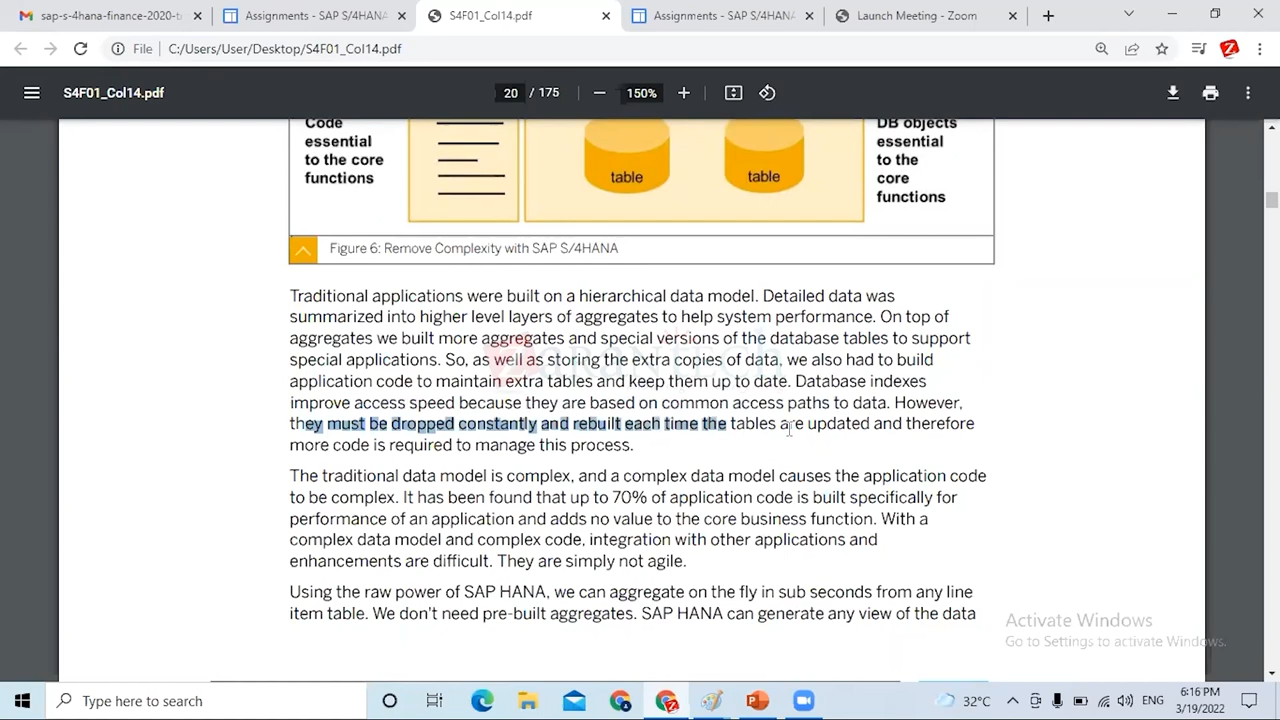 sap-s-4hana-finance-2020-t
Assignments - SAP S/4HANA
S4F01_Col14.pdf
Assignments - SAP S/4HANA
Launch Meeting - Zoom
File
C:/Users/User/Desktop/S4F01_Col14.pdf
S4F01_Col14.pdf
20 / 175
150%
Code
essential
to the core
functions
table
table
DB objects
essential
to the
core
functions
Figure 6: Remove Complexity with SAP S/4HANA
Traditional applications were built on a hierarchical data model. Detailed data was
summarized into higher level layers of aggregates to help system performance. On top of
aggregates we built more aggregates and special versions of the database tables to support
special applications. So, as well as storing the extra copies of data, we also had to build
application code to maintain extra tables and keep them up to date. Database indexes
improve access speed because they are based on common access paths to data. However,
they must be dropped constantly and rebuilt each time the tables are updated and therefore
more code is required to manage this process.
The traditional data model is complex, and a complex data model causes the application code
to be complex. It has been found that up to 70% of application code is built specifically for
performance of an application and adds no value to the core business function. With a
complex data model and complex code, integration with other applications and
enhancements are difficult. They are simply not agile.
Using the raw power of SAP HANA, we can aggregate on the fly in sub seconds from any line
item table. We don't need pre-built aggregates. SAP HANA can generate any view of the data
Activate Windows
Go to Settings to activate Windows.
Type here to search
32°C
ENG
6:16 PM
3/19/2022